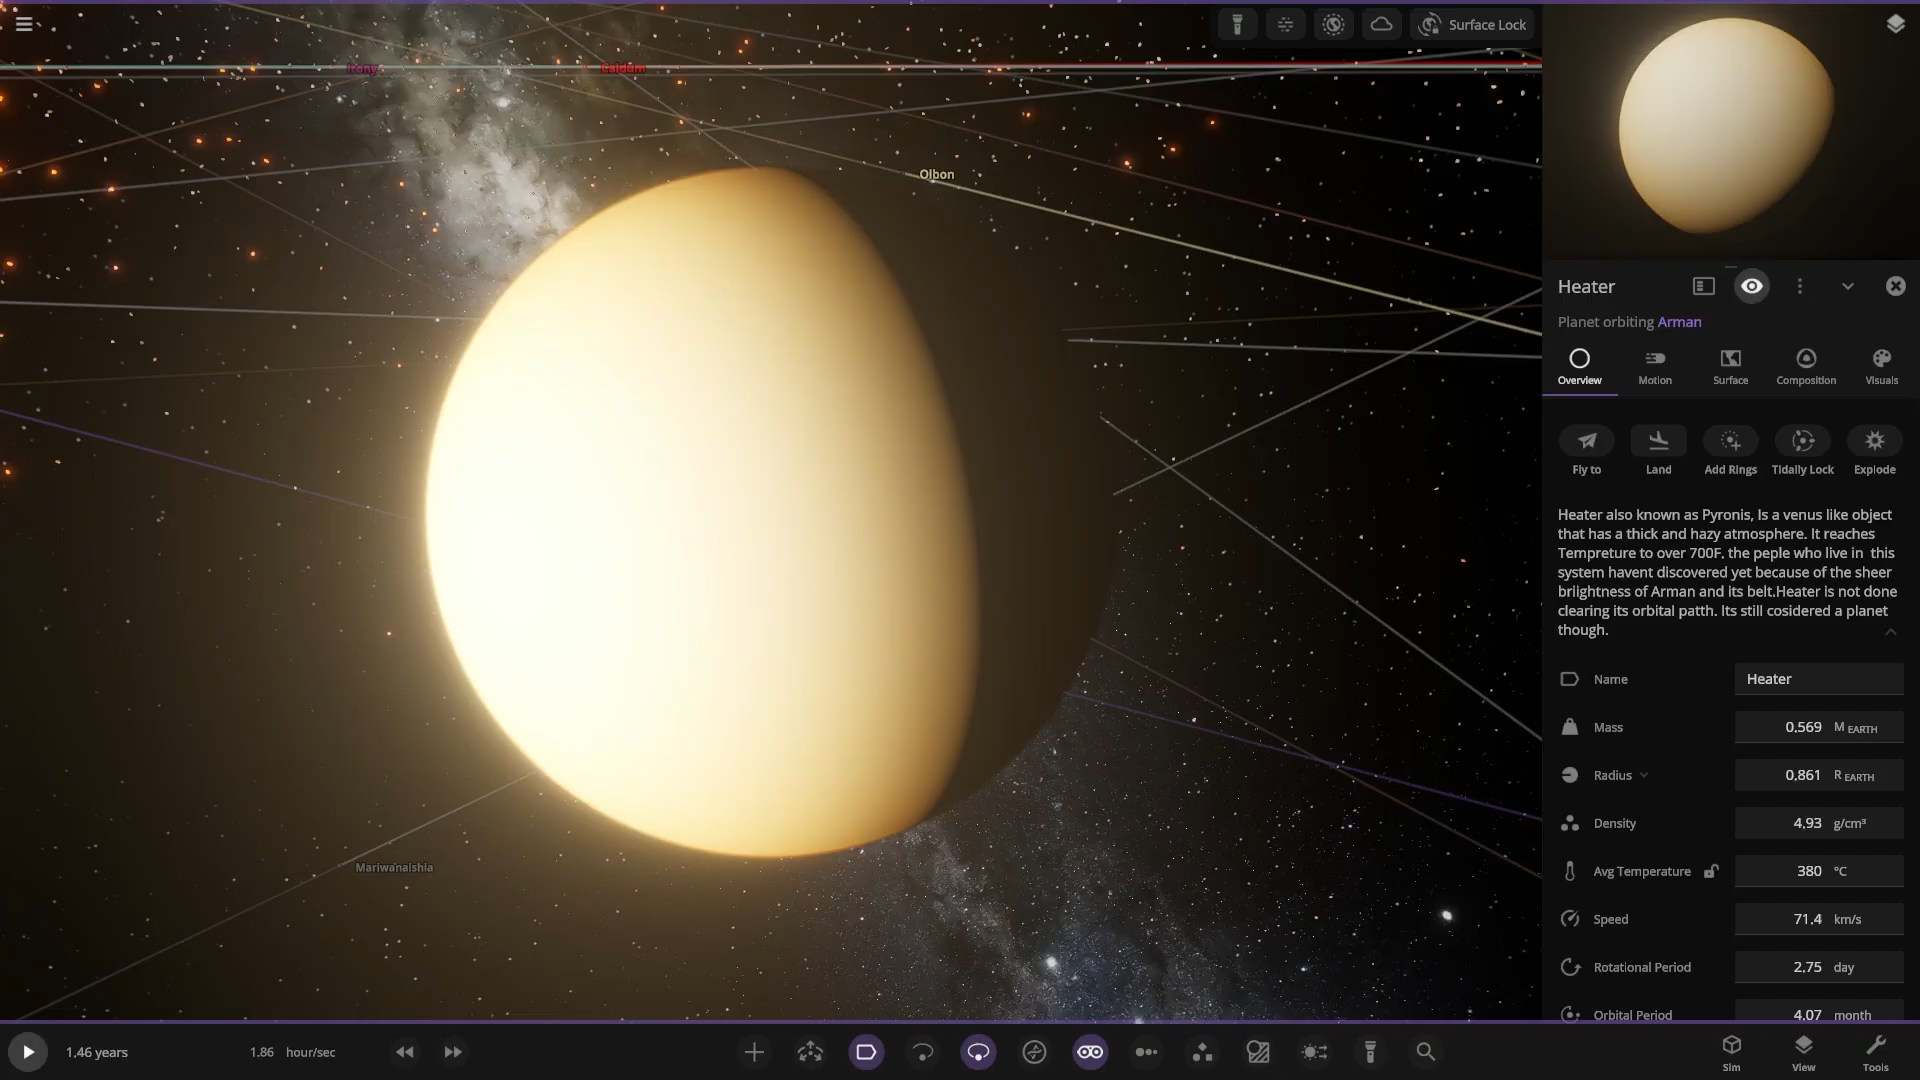 Surface Lock
Irony
Caldum
Olbon
Mariwanaishia
Heater
Planet orbiting Arman
Overview
Motion
Surface
Composition
Visuals
Fly to
Land
Add Rings
Tidally Lock
Explode
Heater also known as Pyronis, Is a venus like object
that has a thick and hazy atmosphere. It reaches
Tempreture to over 700F, the peple who live in  this
system havent discovered yet because of the sheer
briightness of Arman and its belt.Heater is not done
clearing its orbital patth. Its still cosidered a planet
though.
Name Heater
Mass 0.569 M EARTH
Radius 0.861 R EARTH
Density 4.93 g/cm³
Avg Temperature 380 °C
Speed 71.4 km/s
Rotational Period 2.75 day
Orbital Period 4.07 month
1.46 years
1.86 hour/sec
Sim
View
Tools